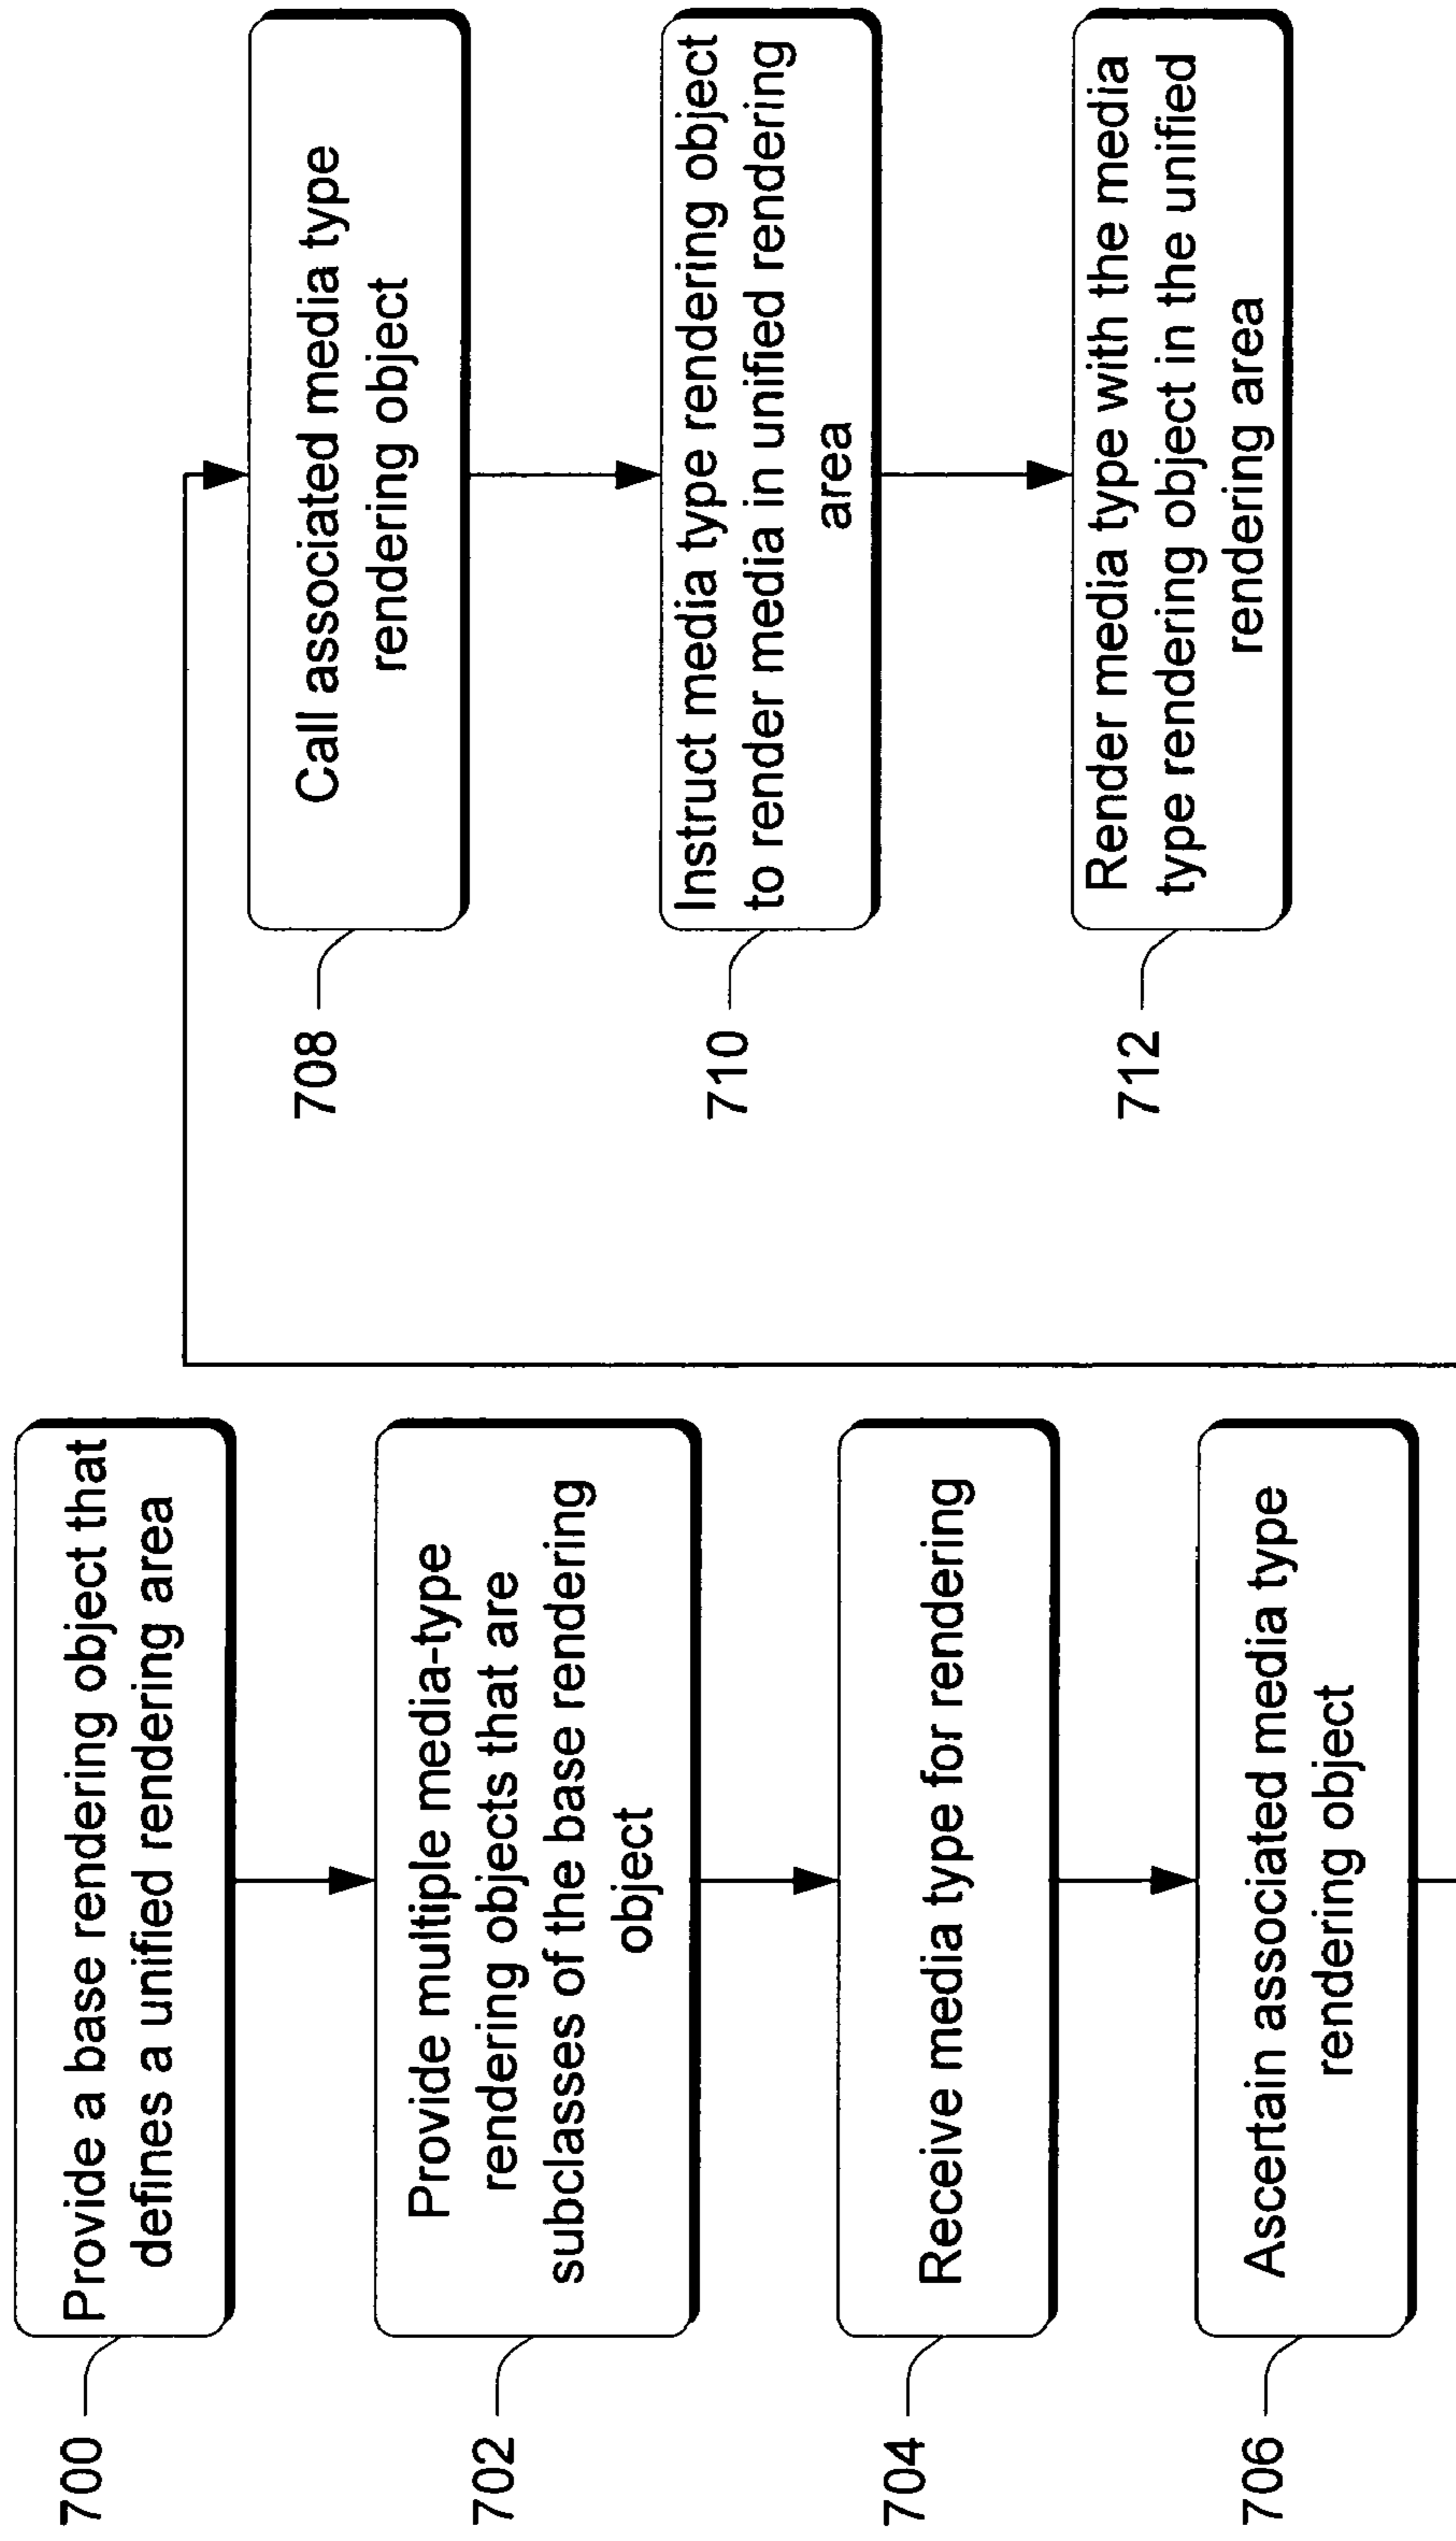 700
Provide a base rendering object that
defines a unified rendering area
702
Provide multiple media-type
rendering objects that are
subclasses of the base rendering
object
704
Receive media type for rendering
706
Ascertain associated media type
rendering object
708
Call associated media type
rendering object
710
Instruct media type rendering object
to render media in unified rendering
area
712
Render media type with the media
type rendering object in the unified
rendering area